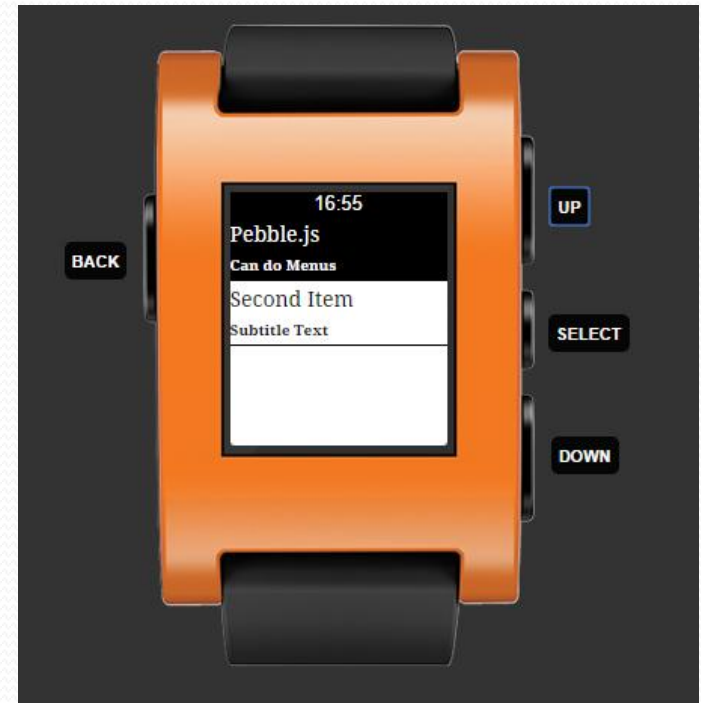 16:55
Pebble.js
Can do Menus
Second Item
Subtitle Text
BACK
UP
SELECT
DOWN